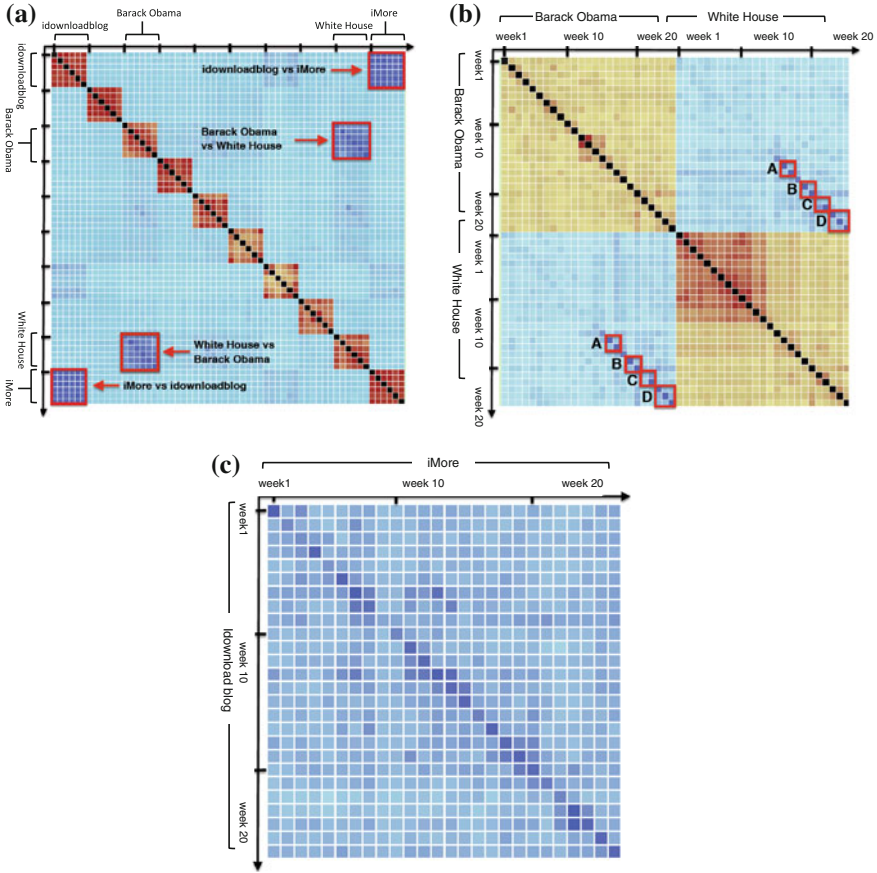 (a)
Barack Obama
idownloadblog
White House
iMore
idownloadblog
Barack Obama
White House
iMore
idownloadblog vs iMore
Barack Obama
vs White House
White House vs
Barack Obama
iMore vs idownloadblog
(b)
Barack Obama
White House
week1
week 10
week 20
week 1
week 10
week 20
week1
Barack Obama
week 10
week 20
week 1
White House
week 10
week 20
A
B
C
D
A
B
C
D
(c)
iMore
week1
week 10
week 20
week1
Idownload blog
week 10
week 20